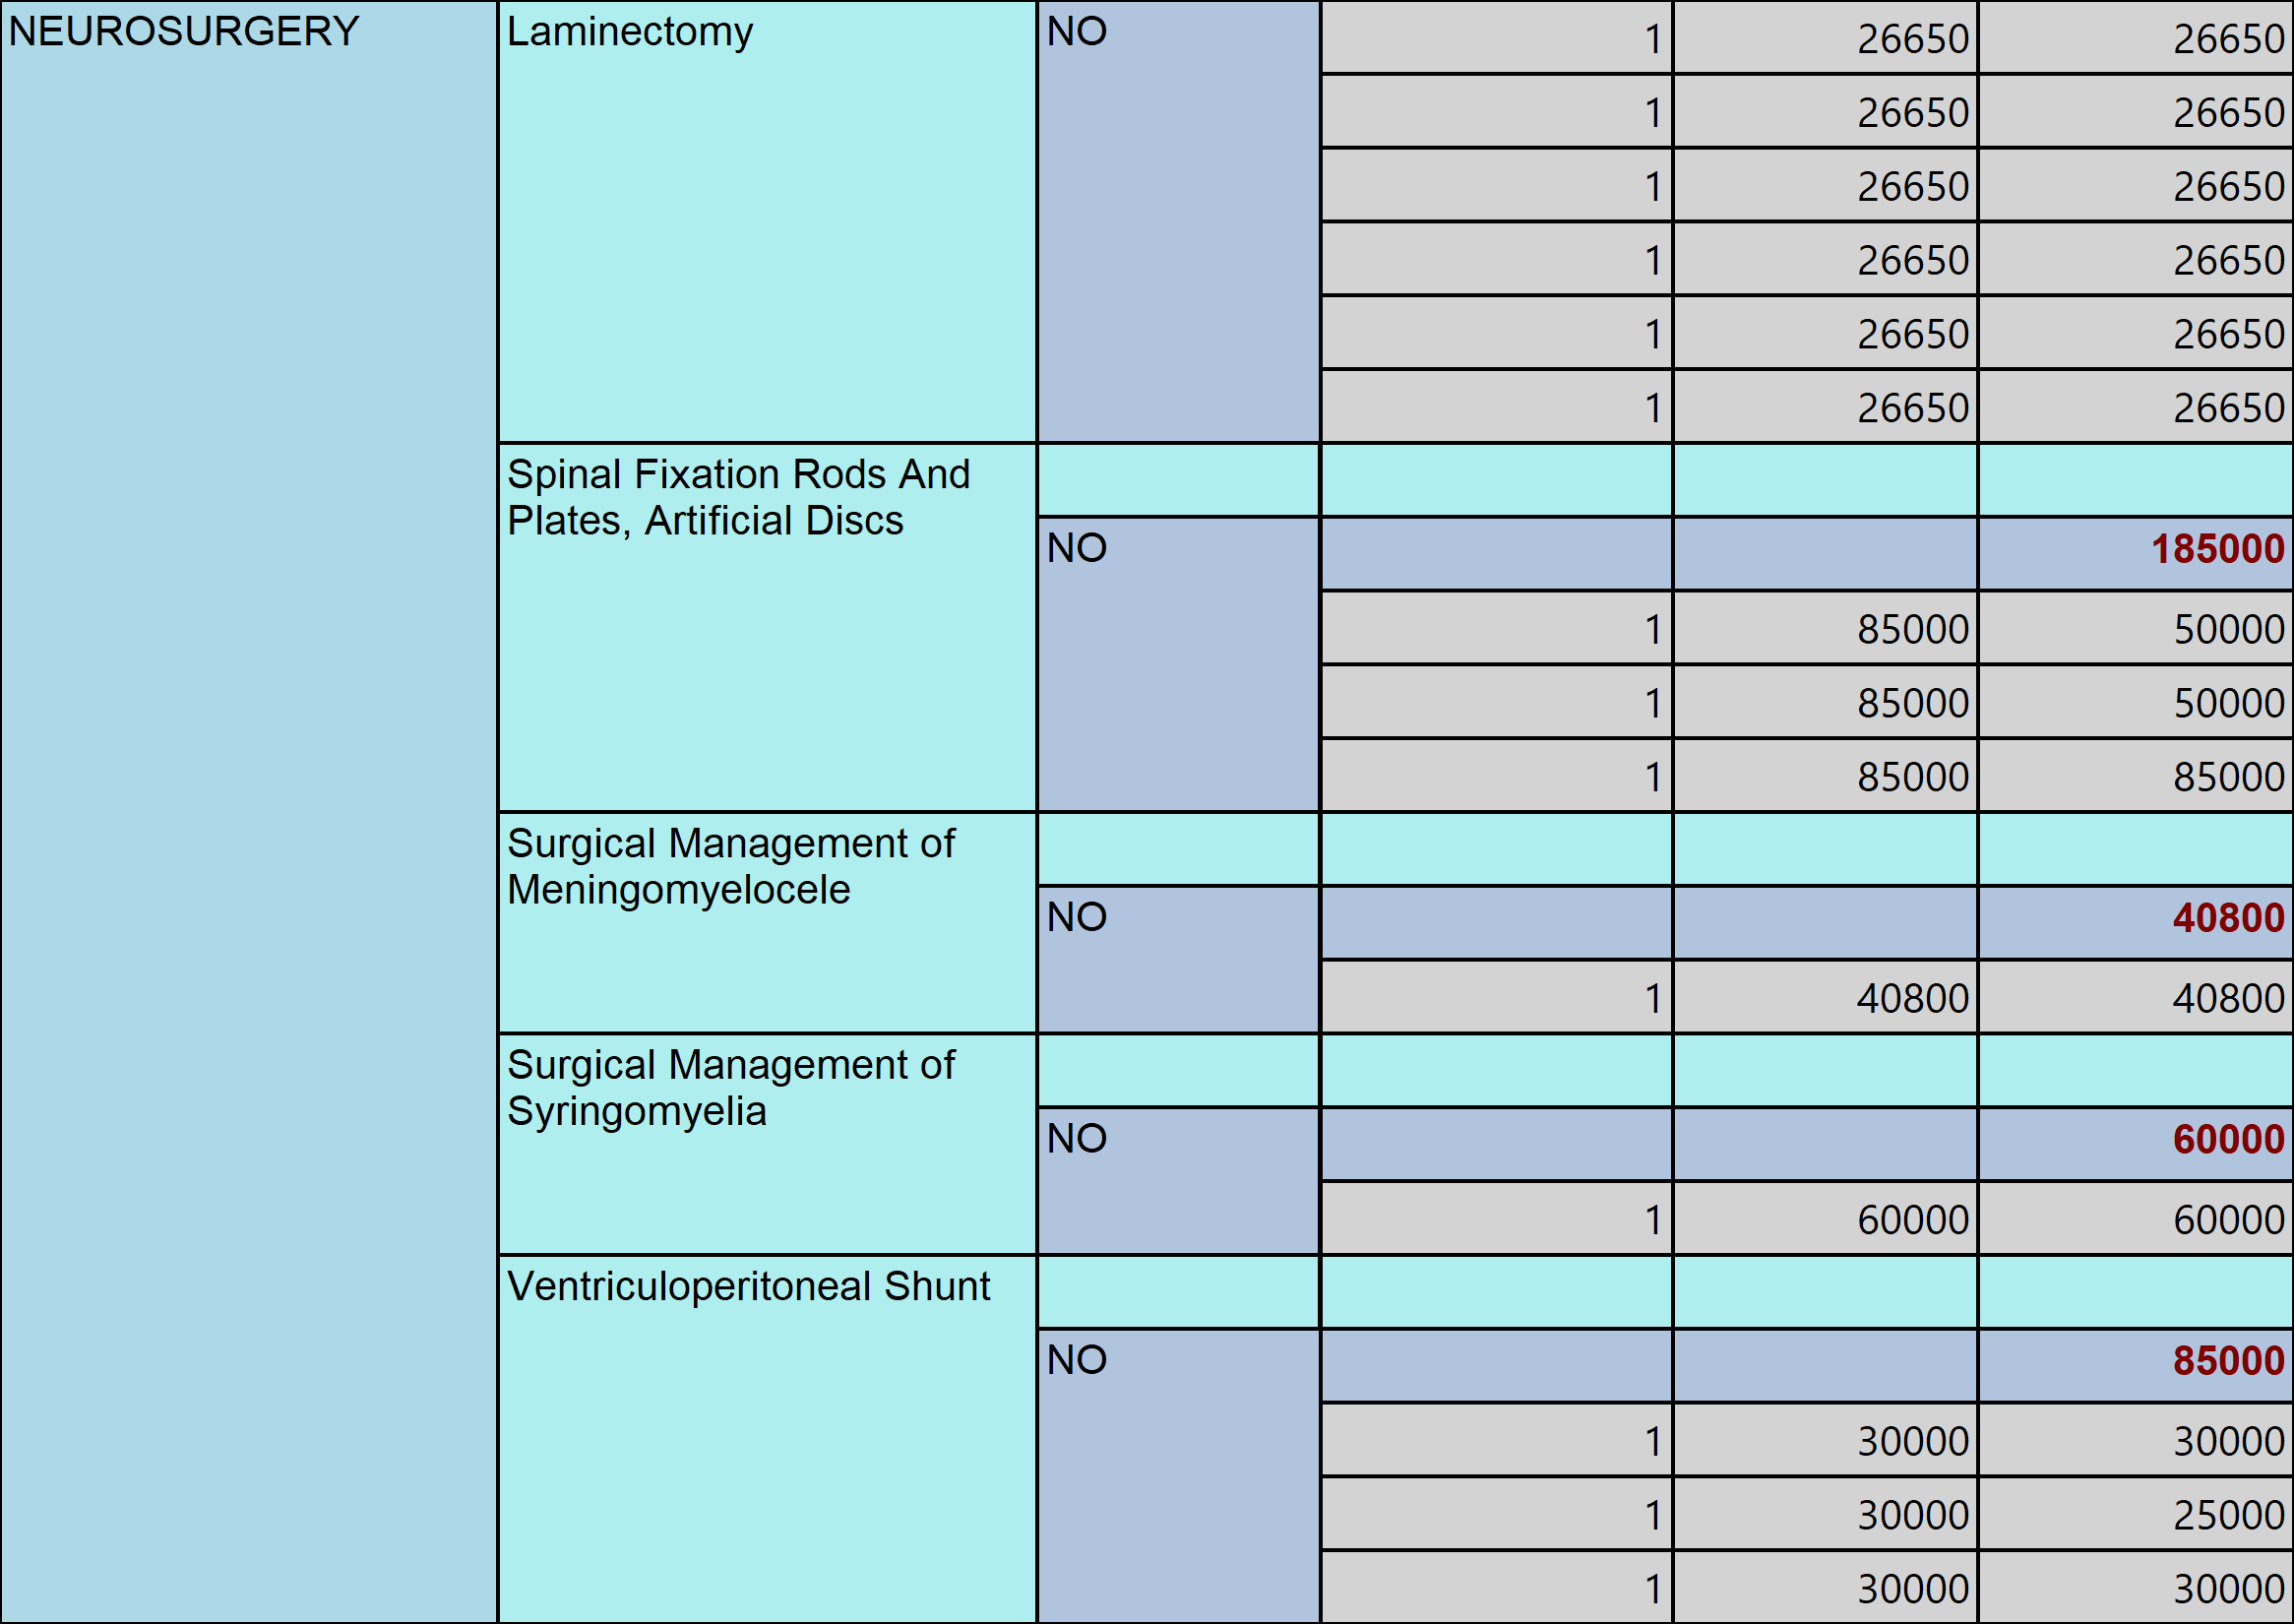 NEUROSURGERY Laminectomy NO 1 26650 26650
1 26650 26650
1 26650 26650
1 26650 26650
1 26650 26650
1 26650 26650
Spinal Fixation Rods And
Plates, Artificial Discs
NO 185000
1 85000 50000
1 85000 50000
1 85000 85000
Surgical Management of
Meningomyelocele
NO 40800
1 40800 40800
Surgical Management of
Syringomyelia
NO 60000
1 60000 60000
Ventriculoperitoneal Shunt
NO 85000
1 30000 30000
1 30000 25000
1 30000 30000